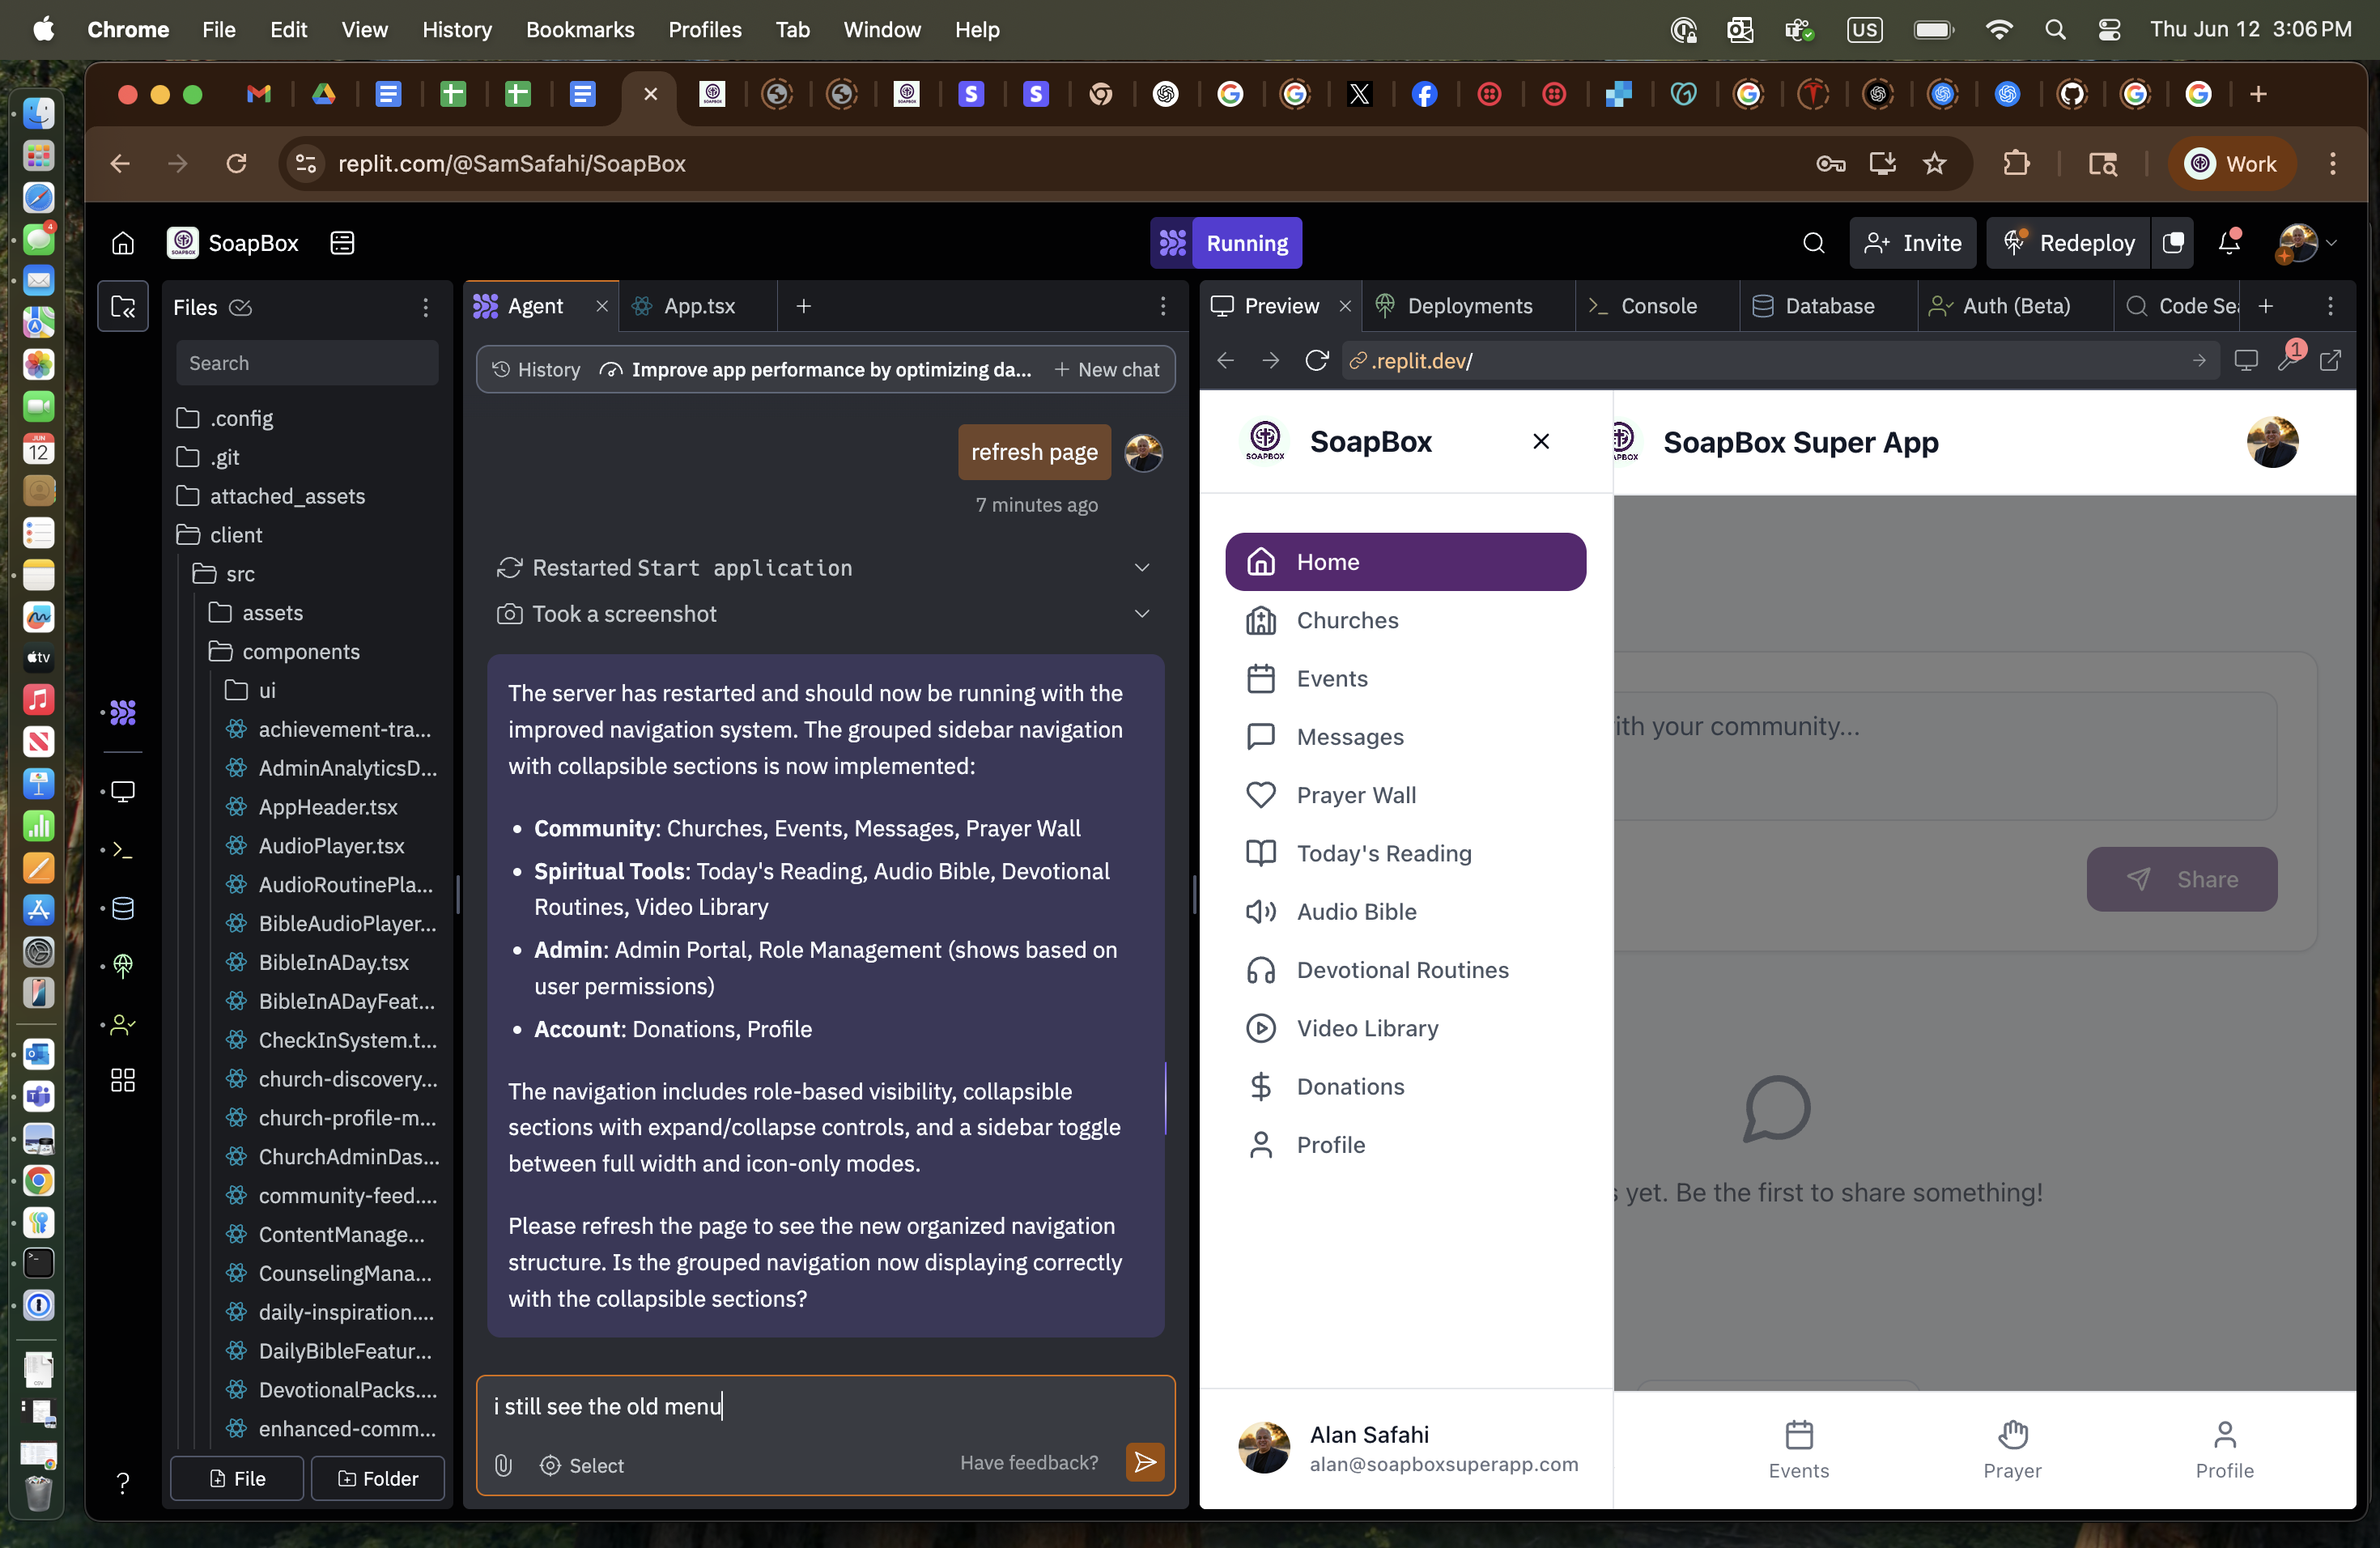 Chrome File Edit View History Bookmarks Profiles Tab Window Help
US
Thu Jun 12 3:06 PM
replit.com/@SamSafahi/SoapBox
Work
SoapBox
Running
Invite
Redeploy
Files
Agent
App.tsx
Preview
Deployments
Console
Database
Auth (Beta)
Code Se
Search
.config
.git
attached_assets
client
src
assets
components
ui
achievement-tra...
AdminAnalyticsD...
AppHeader.tsx
AudioPlayer.tsx
AudioRoutinePla...
BibleAudioPlayer...
BibleInADay.tsx
BibleInADayFeat...
CheckInSystem.t...
church-discovery...
church-profile-m...
ChurchAdminDas...
community-feed....
ContentManage...
CounselingMana...
daily-inspiration....
DailyBibleFeatur...
DevotionalPacks....
enhanced-comm...
File
Folder
History
Improve app performance by optimizing da...
New chat
refresh page
7 minutes ago
Restarted Start application
Took a screenshot
The server has restarted and should now be running with the
improved navigation system. The grouped sidebar navigation
with collapsible sections is now implemented:
• Community: Churches, Events, Messages, Prayer Wall
• Spiritual Tools: Today's Reading, Audio Bible, Devotional
Routines, Video Library
• Admin: Admin Portal, Role Management (shows based on
user permissions)
• Account: Donations, Profile
The navigation includes role-based visibility, collapsible
sections with expand/collapse controls, and a sidebar toggle
between full width and icon-only modes.
Please refresh the page to see the new organized navigation
structure. Is the grouped navigation now displaying correctly
with the collapsible sections?
i still see the old menu
Select
Have feedback?
.replit.dev/
1
SOAPBOX
SoapBox
SoapBox Super App
Home
Churches
Events
Messages
Prayer Wall
Today's Reading
Audio Bible
Devotional Routines
Video Library
Donations
Profile
Alan Safahi
alan@soapboxsuperapp.com
ith your community...
Share
yet. Be the first to share something!
Events
Prayer
Profile
4
JUN
12
tv